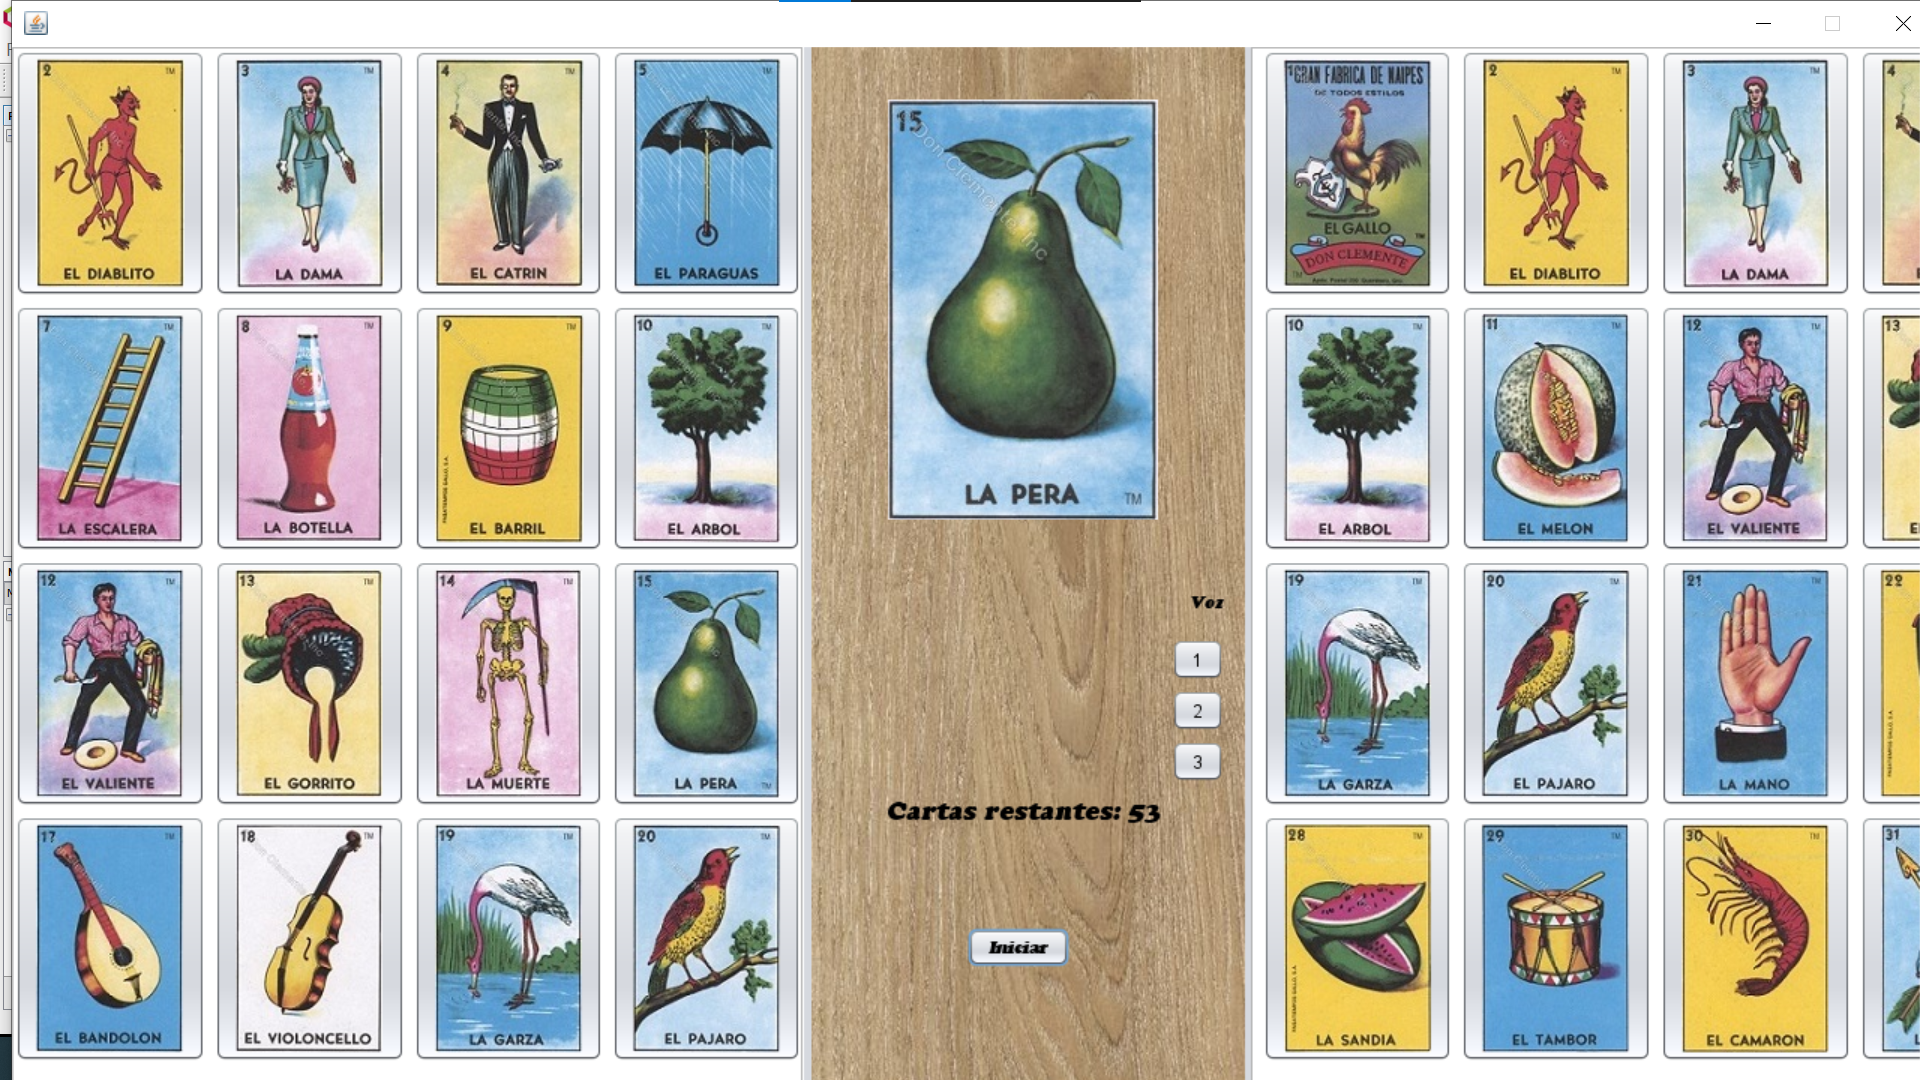 2 TM
EL DIABLITO
3 TM
LA DAMA
4 TM
EL CATRIN
5 TM
EL PARAGUAS
7 TM
LA ESCALERA
8 TM
LA BOTELLA
9 TM
EL BARRIL
10 TM
EL ARBOL
12 TM
EL VALIENTE
13 TM
EL GORRITO
14 TM
LA MUERTE
15
LA PERA TM
17 TM
EL BANDOLON
18 TM
EL VIOLONCELLO
19 TM
LA GARZA
20 TM
EL PAJARO
15
Don Clemente Inc
LA PERA TM
Voz
1
2
3
Cartas restantes: 53
Iniciar
1 GRAN FABRICA DE NAIPES
DE TODOS ESTILOS
EL GALLO
TM
DON CLEMENTE
TM
2 TM
EL DIABLITO
3 TM
LA DAMA
4
10 TM
EL ARBOL
11 TM
EL MELON
12 TM
EL VALIENTE
13
19 TM
LA GARZA
20 TM
EL PAJARO
21 TM
LA MANO
22
28 TM
LA SANDIA
29 TM
EL TAMBOR
30 TM
EL CAMARON
31